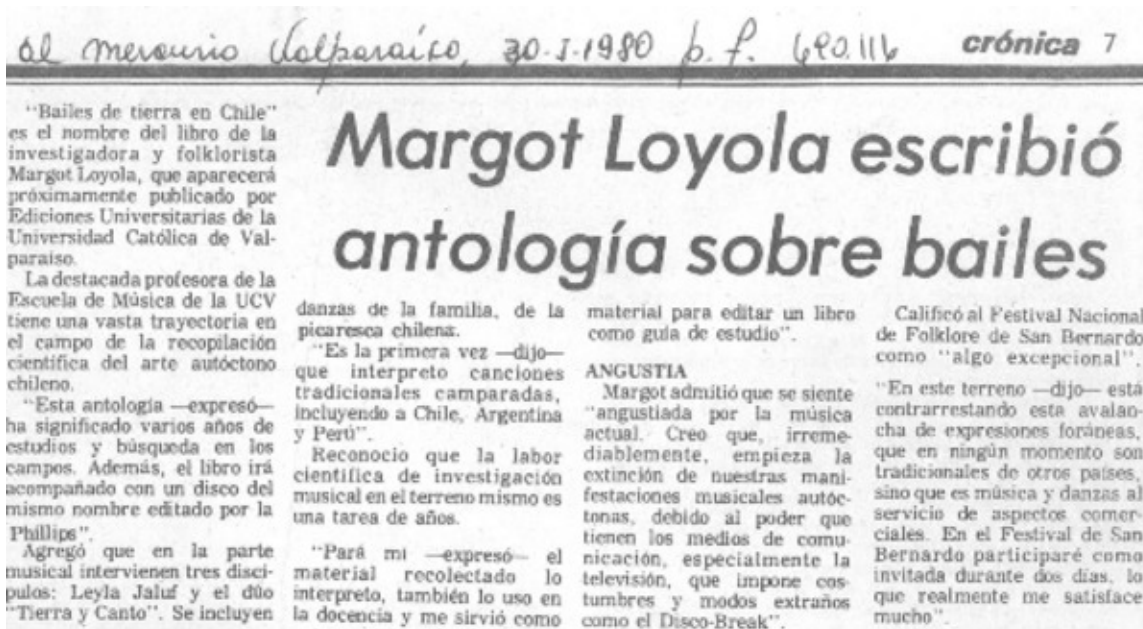 al mercurio Valparaíso, 30-I-1980 p. f. 690.116
crónica 7
Margot Loyola escribió
antología sobre bailes
"Bailes de tierra en Chile"
es el nombre del libro de la
investigadora y folklorista
Margot Loyola, que aparecerá
próximamente publicado por
Ediciones Universitarias de la
Universidad Católica de Val-
paraíso.
La destacada profesora de la
Escuela de Música de la UCV
tiene una vasta trayectoria en
el campo de la recopilación
científica del arte autóctono
chileno.
"Esta antología —expresó—
ha significado varios años de
estudios y búsqueda en los
campos. Además, el libro irá
acompañado con un disco del
mismo nombre editado por la
Phillips".
Agregó que en la parte
musical intervienen tres discí-
pulos: Leyla Jaluf y el dúo
"Tierra y Canto". Se incluyen
danzas de la familia, de la
picaresca chilena.
"Es la primera vez —dijo—
que interpreto canciones
tradicionales camparadas,
incluyendo a Chile, Argentina
y Perú".
Reconocio que la labor
científica de investigación
musical en el terreno mismo es
una tarea de años.
"Pará mi —expresó— el
material recolectado lo
interpreto, también lo uso en
la docencia y me sirvió como
material para editar un libro
como guía de estudio".
ANGUSTIA
Margot admitió que se siente
"angustiada por la música
actual. Creo que, irreme-
diablemente, empieza la
extinción de nuestras mani-
festaciones musicales autóc-
tonas, debido al poder que
tienen los medios de comu-
nicación, especialmente la
televisión, que impone cos-
tumbres y modos extraños
como el Disco-Break".
Calificó al Festival Nacional
de Folklore de San Bernardo
como "algo excepcional".
"En este terreno —dijo— está
contrarrestando esta avalan-
cha de expresiones foráneas,
que en ningún momento son
tradicionales de otros países,
sino que es música y danzas al
servicio de aspectos comer-
ciales. En el Festival de San
Bernardo participaré como
invitada durante dos días, lo
que realmente me satisface
mucho".